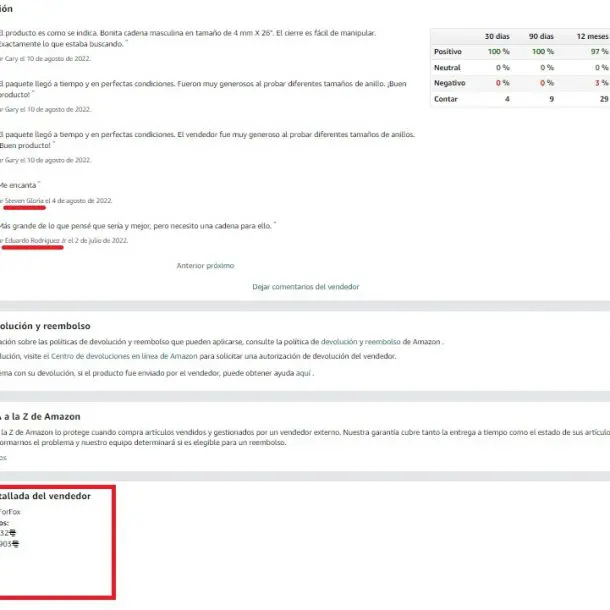 ión
El producto es como se indica. Bonita cadena masculina en tamaño de 4 mm X 26". El cierre es fácil de manipular.
Exactamente lo que estaba buscando. "
r Cary el 10 de agosto de 2022.
El paquete llegó a tiempo y en perfectas condiciones. Fueron muy generosos al probar diferentes tamaños de anillo. ¡Buen
producto! "
r Gary el 10 de agosto de 2022.
El paquete llegó a tiempo y en perfectas condiciones. El vendedor fue muy generoso al probar diferentes tamaños de anillos.
¡Buen producto! "
r Gary el 10 de agosto de 2022.
Me encanta "
r Steven Gloria el 4 de agosto de 2022.
Más grande de lo que pensé que sería y mejor, pero necesito una cadena para ello. "
r Eduardo Rodriguez Jr el 2 de julio de 2022.
Anterior próximo
Dejar comentarios del vendedor
30 dias 90 dias 12 meses
Positivo 100 % 100 % 97 %
Neutral 0 % 0 % 0 %
Negativo 0 % 0 % 3 %
Contar 4 9 29
olución y reembolso
ación sobre las políticas de devolución y reembolso que pueden aplicarse, consulte la política de devolución y reembolso de Amazon .
lución, visite el Centro de devoluciones en línea de Amazon para solicitar una autorización de devolución del vendedor.
ema con su devolución, si el producto fue enviado por el vendedor, puede obtener ayuda aquí .
A a la Z de Amazon
la Z de Amazon lo protege cuando compra artículos vendidos y gestionados por un vendedor externo. Nuestra garantía cubre tanto la entrega a tiempo como el estado de sus artículo
ormarnos el problema y nuestro equipo determinará si es elegible para un reembolso.
os
tallada del vendedor
ForFox
os:
32号
903号